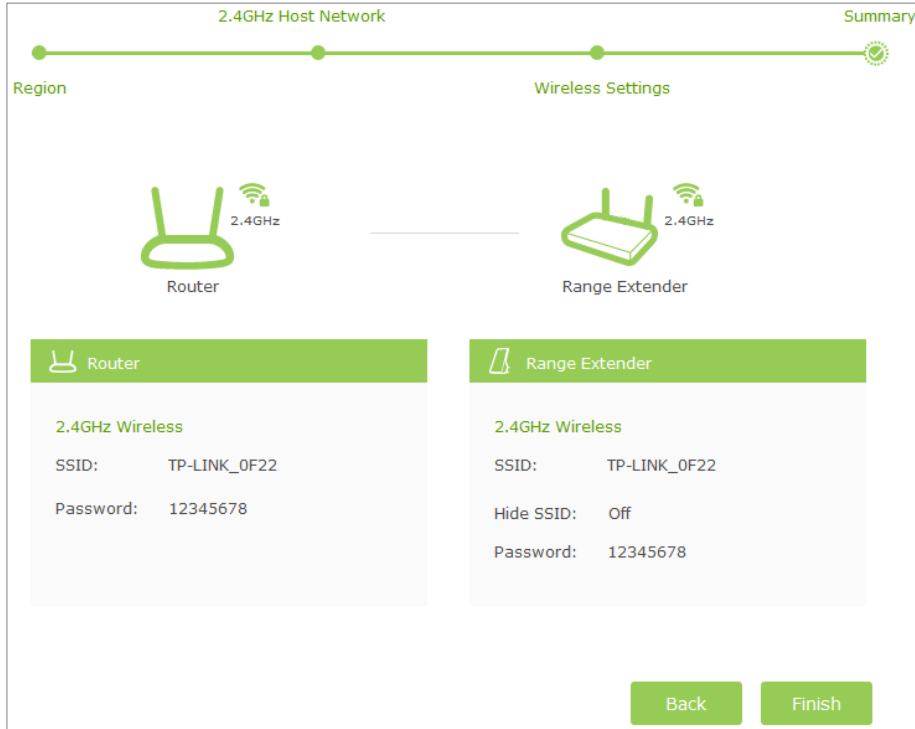 2.4GHz Host Network Summary
Region Wireless Settings
2.4GHz 2.4GHz
Router Range Extender
Router
2.4GHz Wireless
SSID: TP-LINK_0F22
Password: 12345678
Range Extender
2.4GHz Wireless
SSID: TP-LINK_0F22
Hide SSID: Off
Password: 12345678
Back Finish